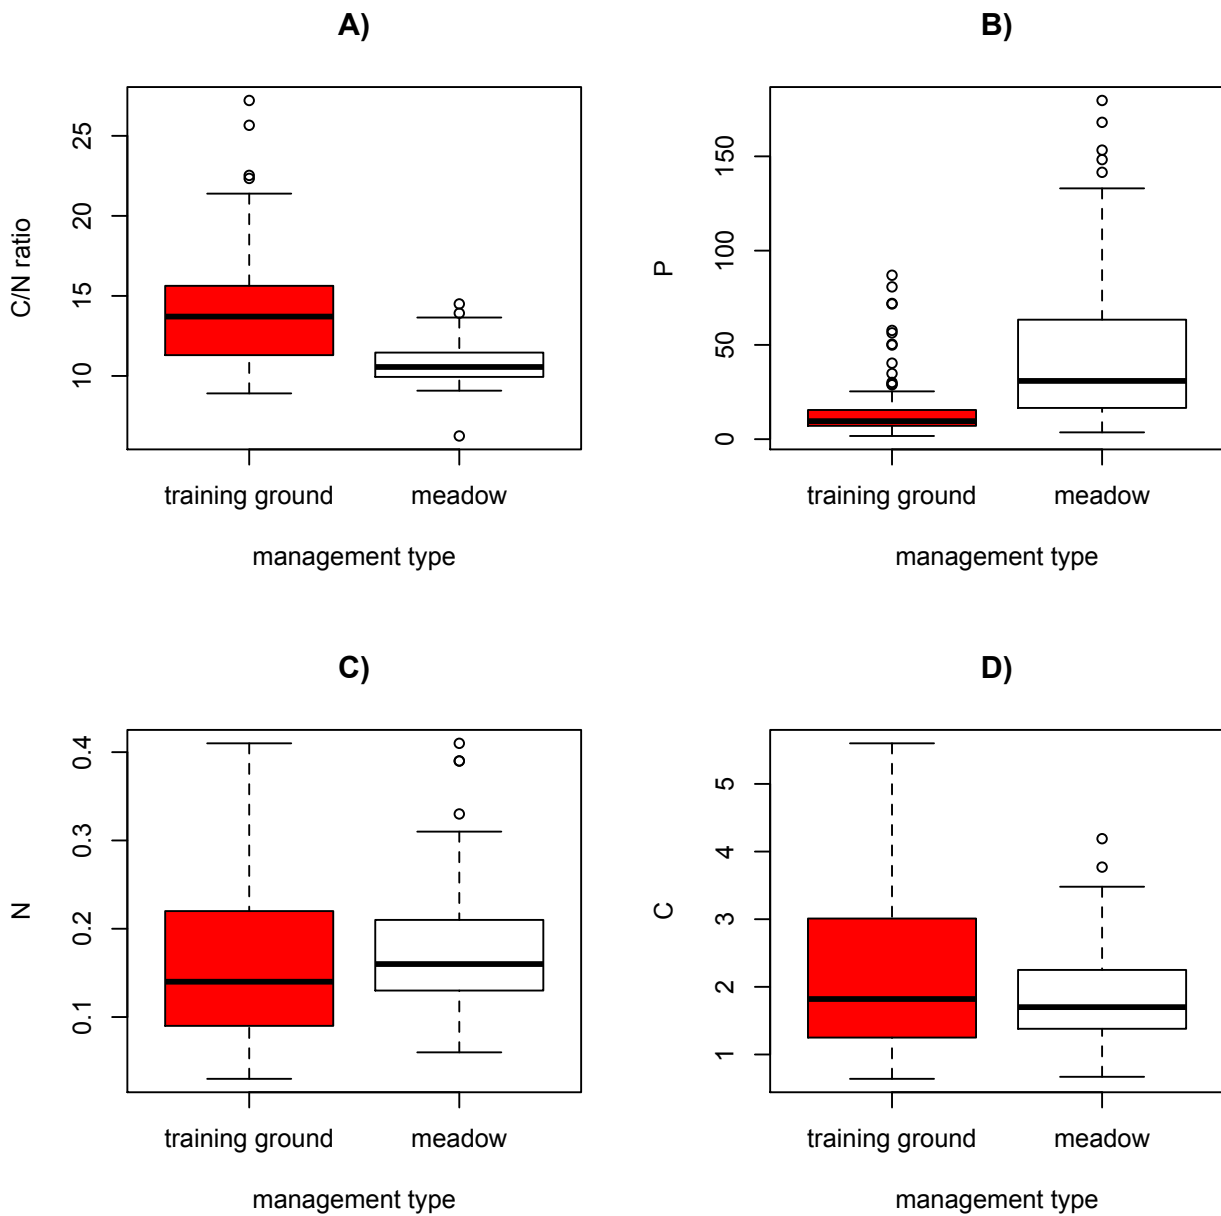 A)
C/N ratio
25
20
15
10
training ground
meadow
management type
B)
P
150
100
50
0
training ground
meadow
management type
C)
N
0.4
0.3
0.2
0.1
training ground
meadow
management type
D)
C
5
4
3
2
1
training ground
meadow
management type